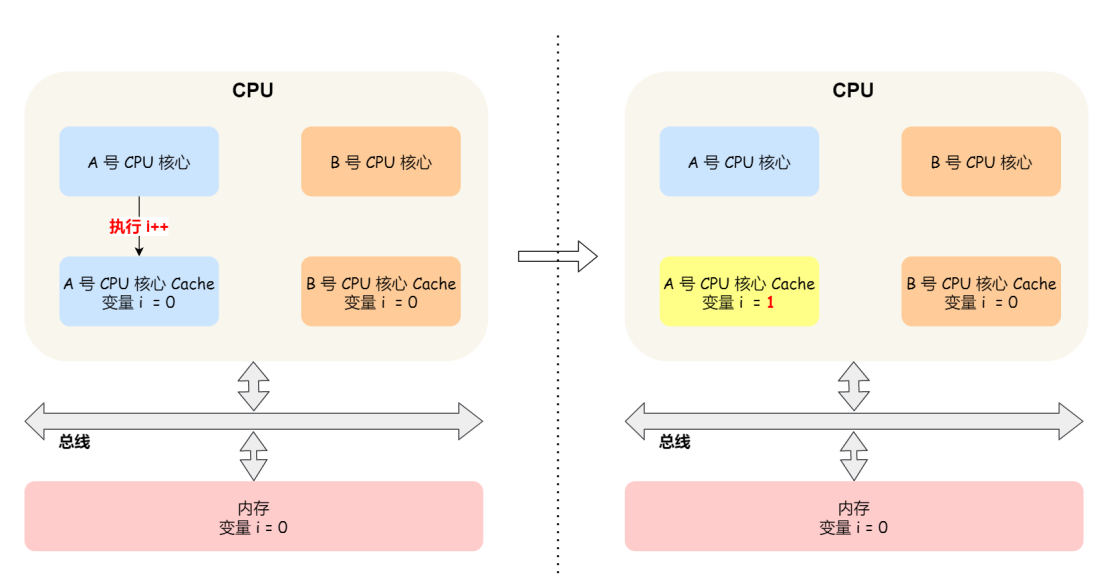 CPU
A 号 CPU 核心
B 号 CPU 核心
执行 i++
A 号 CPU 核心 Cache
变量 i = 0
B 号 CPU 核心 Cache
变量 i = 0
总线
内存
变量 i = 0
CPU
A 号 CPU 核心
B 号 CPU 核心
A 号 CPU 核心 Cache
变量 i = 1
B 号 CPU 核心 Cache
变量 i = 0
总线
内存
变量 i = 0